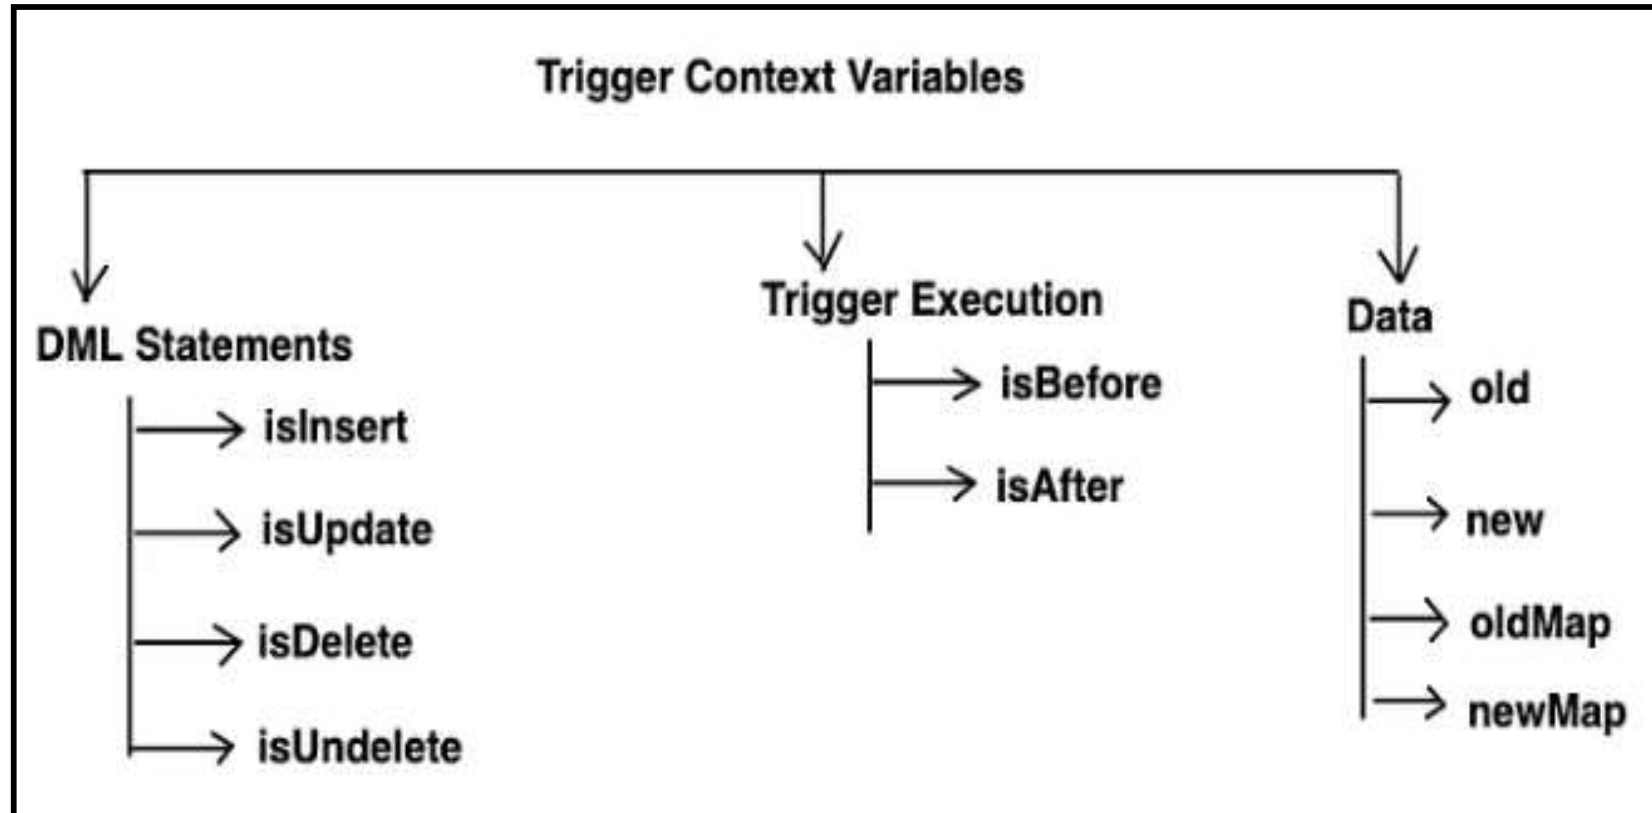 Trigger Context Variables
DML Statements
isInsert
isUpdate
isDelete
isUndelete
Trigger Execution
isBefore
isAfter
Data
old
new
oldMap
newMap